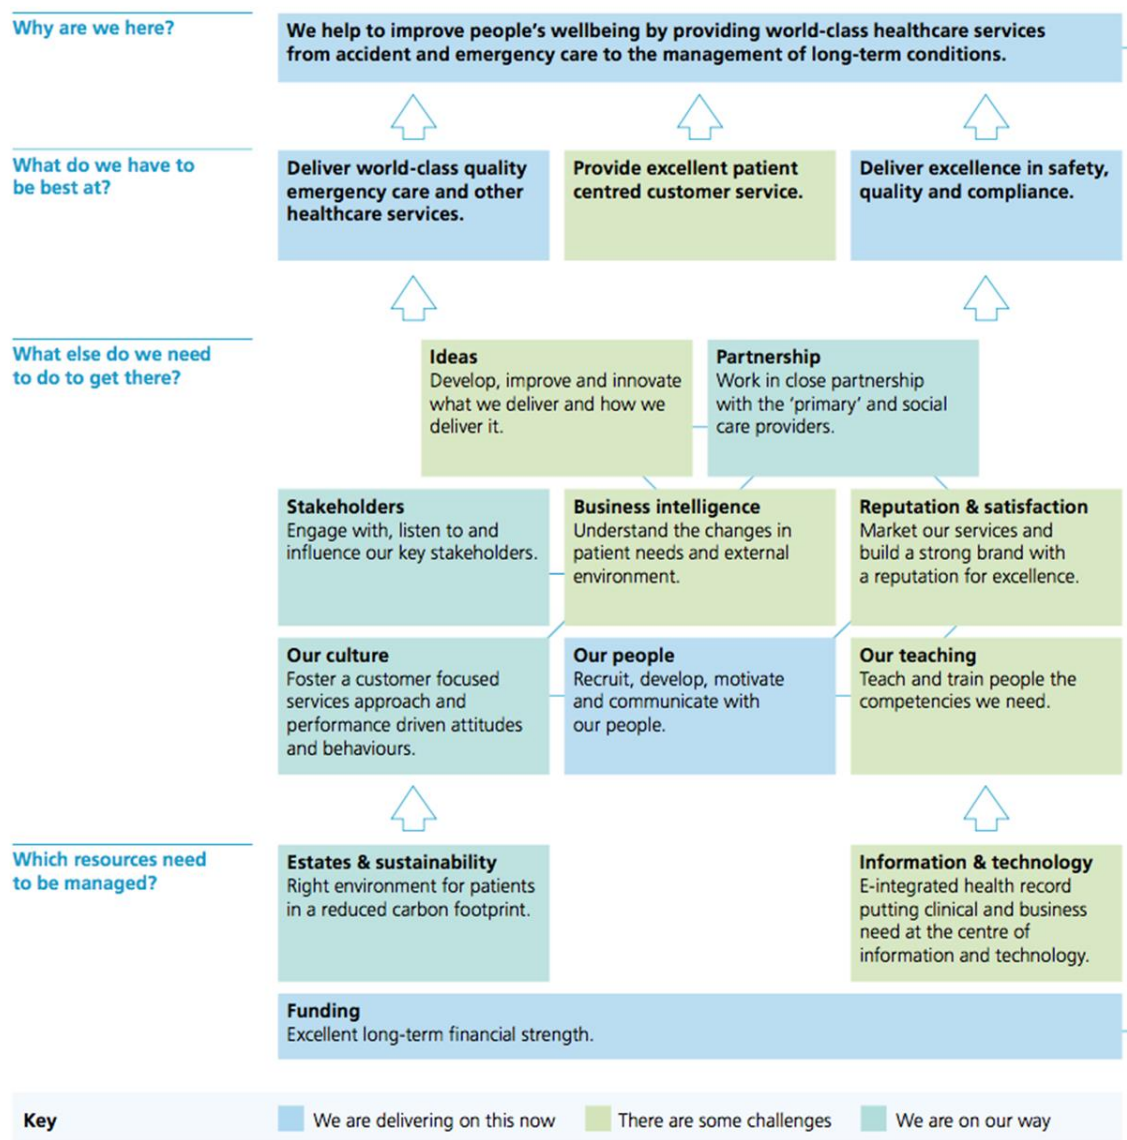 Why are we here?
We help to improve people's wellbeing by providing world-class healthcare services
from accident and emergency care to the management of long-term conditions.
What do we have to
be best at?
Deliver world-class quality
emergency care and other
healthcare services.
Provide excellent patient
centred customer service.
Deliver excellence in safety,
quality and compliance.
What else do we need
to do to get there?
Ideas
Develop, improve and innovate
what we deliver and how we
deliver it.
Partnership
Work in close partnership
with the ‘primary’ and social
care providers.
Stakeholders
Engage with, listen to and
influence our key stakeholders.
Business intelligence
Understand the changes in
patient needs and external
environment.
Reputation & satisfaction
Market our services and
build a strong brand with
a reputation for excellence.
Our culture
Foster a customer focused
services approach and
performance driven attitudes
and behaviours.
Our people
Recruit, develop, motivate
and communicate with
our people.
Our teaching
Teach and train people the
competencies we need.
Which resources need
to be managed?
Estates & sustainability
Right environment for patients
in a reduced carbon footprint.
Information & technology
E-integrated health record
putting clinical and business
need at the centre of
information and technology.
Funding
Excellent long-term financial strength.
Key
We are delivering on this now
There are some challenges
We are on our way